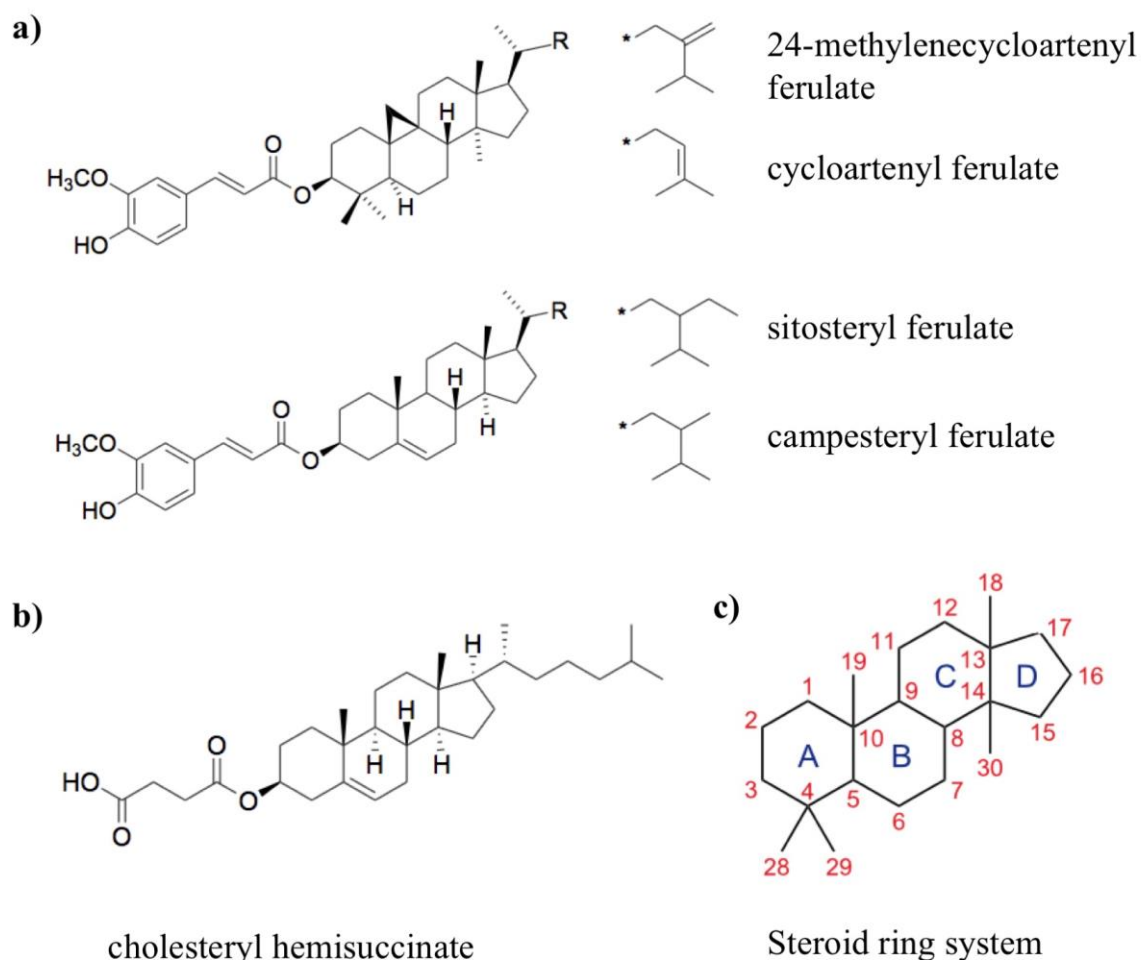 a)
R
*
24-methylenecycloartenyl
ferulate
H
O
H₃CO
O
H
HO
*
cycloartenyl ferulate
R
*
sitosteryl ferulate
H
O
H
H₃CO
O
HO
*
campesteryl ferulate
b)
H
H
O
H
H
HO
O
O
cholesteryl hemisuccinate
c)
18
12
17
11
19
13
C
D
16
1
9
14
2
10
8
15
A
B
30
3
4
5
7
6
28
29
Steroid ring system